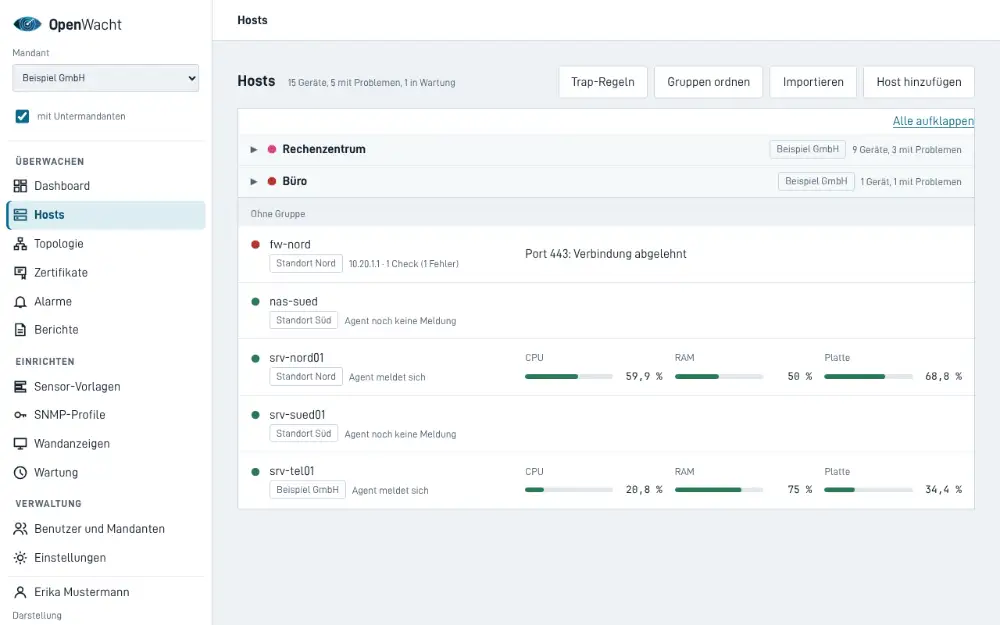 OpenWacht
Mandant
Beispiel GmbH
mit Untermandanten
ÜBERWACHEN
Dashboard
Hosts
Topologie
Zertifikate
Alarme
Berichte
EINRICHTEN
Sensor-Vorlagen
SNMP-Profile
Wandanzeigen
Wartung
VERWALTUNG
Benutzer und Mandanten
Einstellungen
Erika Mustermann
Darstellung
Hosts
Hosts 15 Geräte, 5 mit Problemen, 1 in Wartung
Trap-Regeln Gruppen ordnen Importieren Host hinzufügen
Alle aufklappen
Rechenzentrum Beispiel GmbH 9 Geräte, 3 mit Problemen
Büro Beispiel GmbH 1 Gerät, 1 mit Problemen
Ohne Gruppe
fw-nord
Standort Nord 10.20.1.1 · 1 Check (1 Fehler)
Port 443: Verbindung abgelehnt
nas-sued
Standort Süd Agent noch keine Meldung
srv-nord01
Standort Nord Agent meldet sich
CPU RAM Platte
59,9 % 50 % 68,8 %
srv-sued01
Standort Süd Agent noch keine Meldung
srv-tel01
Beispiel GmbH Agent meldet sich
CPU RAM Platte
20,8 % 75 % 34,4 %